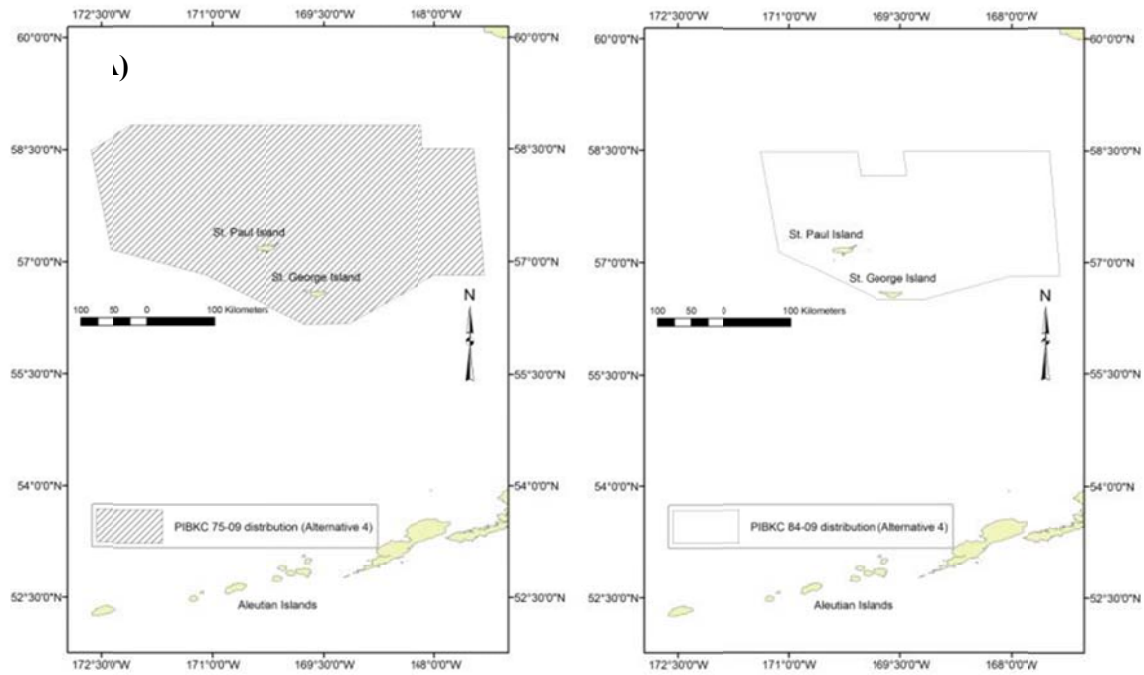 172°30'0"W 171°0'0"W 169°30'0"W 168°0'0"W
60°0'0"N 60°0'0"N
)
58°30'0"N 58°30'0"N
St. Paul Island
57°0'0"N 57°0'0"N
St. George Island
N
100 50 0 100 Kilometers
55°30'0"N 55°30'0"N
54°0'0"N 54°0'0"N
PIBKC 75-09 distrbution (Alternative 4)
52°30'0"N 52°30'0"N
Aleutian Islands
172°30'0"W 171°0'0"W 169°30'0"W 168°0'0"W
172°30'0"W 171°0'0"W 169°30'0"W 168°0'0"W
60°0'0"N 60°0'0"N
58°30'0"N 58°30'0"N
St. Paul Island
57°0'0"N 57°0'0"N
St. George Island
N
100 50 0 100 Kilometers
55°30'0"N 55°30'0"N
54°0'0"N 54°0'0"N
PIBKC 84-09 distribution (Alternative 4)
52°30'0"N 52°30'0"N
Aleutian Islands
172°30'0"W 171°0'0"W 169°30'0"W 168°0'0"W